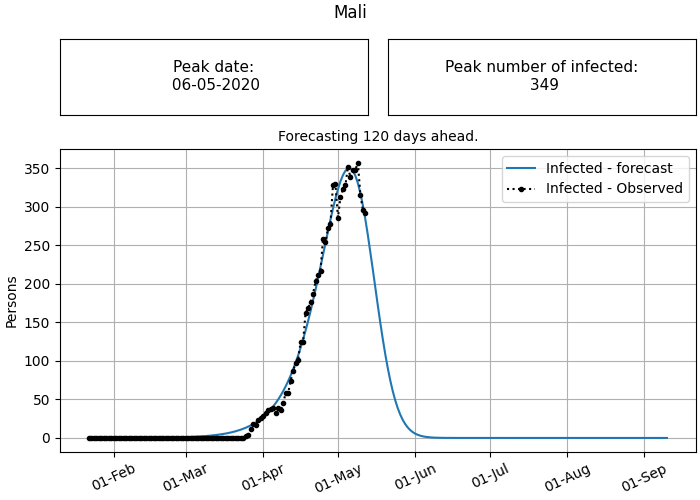 Mali
Peak date:
06-05-2020
Peak number of infected:
349
Forecasting 120 days ahead.
Infected - forecast
Infected - Observed
Persons
350
300
250
200
150
100
50
0
01-Feb
01-Mar
01-Apr
01-May
01-Jun
01-Jul
01-Aug
01-Sep